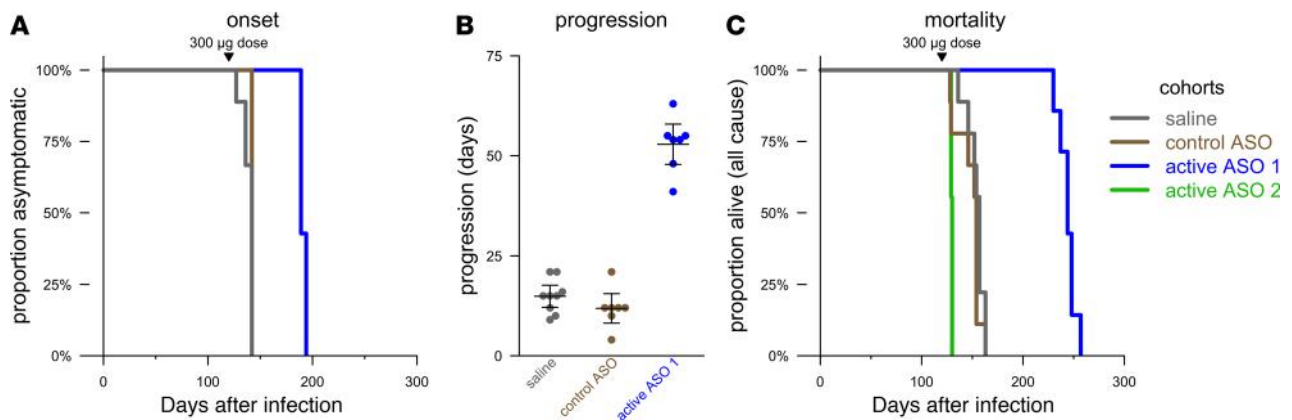 A
onset
300 µg dose
proportion asymptomatic
100%
75%
50%
25%
0%
0
100
200
300
Days after infection
B
progression
progression (days)
75
50
25
0
saline
control ASO
active ASO 1
C
mortality
300 µg dose
proportion alive (all cause)
100%
75%
50%
25%
0%
0
100
200
300
Days after infection
cohorts
saline
control ASO
active ASO 1
active ASO 2